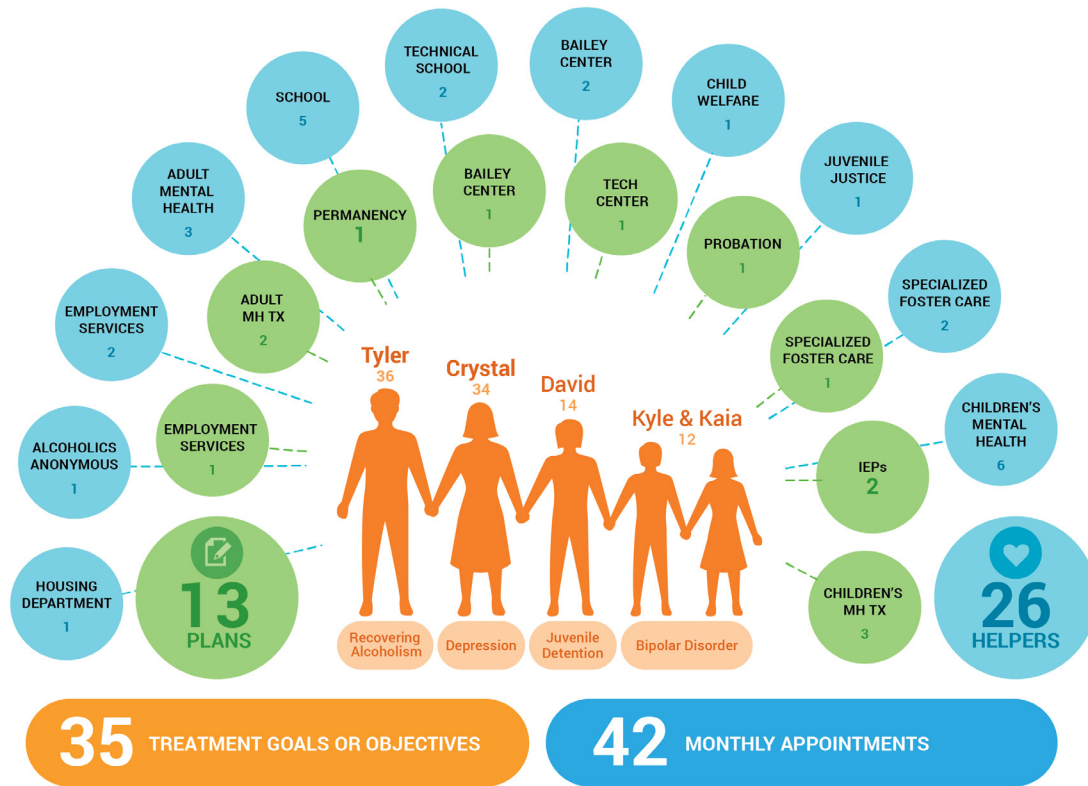 TECHNICAL
SCHOOL
2
BAILEY
CENTER
2
SCHOOL
5
CHILD
WELFARE
1
ADULT
MENTAL
HEALTH
3
JUVENILE
JUSTICE
1
BAILEY
CENTER
1
TECH
CENTER
1
PERMANENCY
1
PROBATION
1
EMPLOYMENT
SERVICES
2
ADULT
MH TX
2
SPECIALIZED
FOSTER CARE
2
SPECIALIZED
FOSTER CARE
1
Tyler
36
Crystal
34
David
14
Kyle & Kaia
12
ALCOHOLICS
ANONYMOUS
1
EMPLOYMENT
SERVICES
1
CHILDREN'S
MENTAL
HEALTH
6
IEPs
2
HOUSING
DEPARTMENT
1
13
PLANS
CHILDREN'S
MH TX
3
26
HELPERS
Recovering
Alcoholism
Depression
Juvenile
Detention
Bipolar Disorder
35 TREATMENT GOALS OR OBJECTIVES
42 MONTHLY APPOINTMENTS